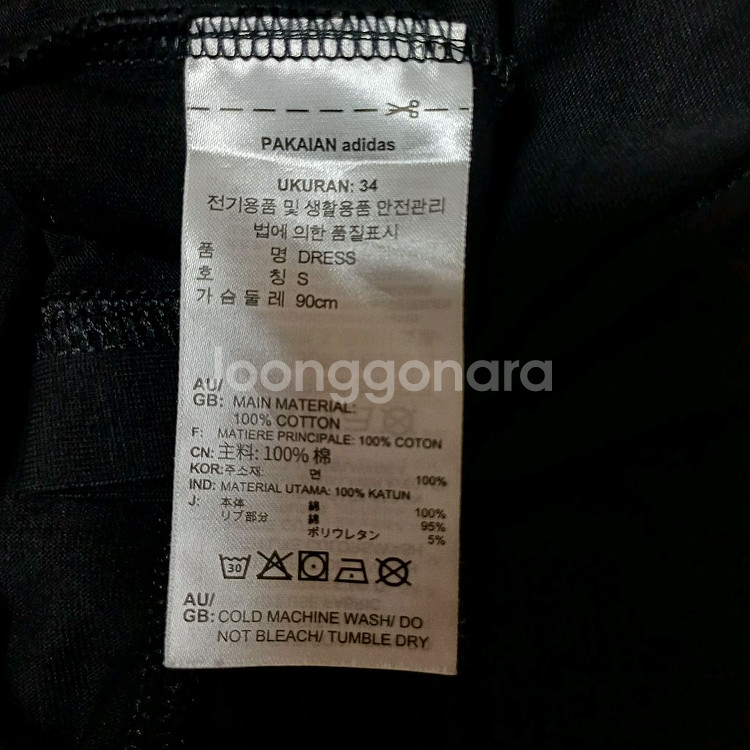 PAKAIAN adidas
UKURAN: 34
전기용품 및 생활용품 안전관리
법에 의한 품질표시
품 명 DRESS
호 칭 S
가슴둘레 90cm
Joonggonara
AU/
GB: MAIN MATERIAL:
100% COTTON
F: MATIERE PRINCIPALE: 100% COTON
CN: 主料: 100% 棉
KOR: 주소재: 면 100%
IND: MATERIAL UTAMA: 100% KATUN
J: 本体 綿 100%
リブ部分 綿 95%
ポリウレタン 5%
30
AU/
GB: COLD MACHINE WASH/ DO
NOT BLEACH/ TUMBLE DRY